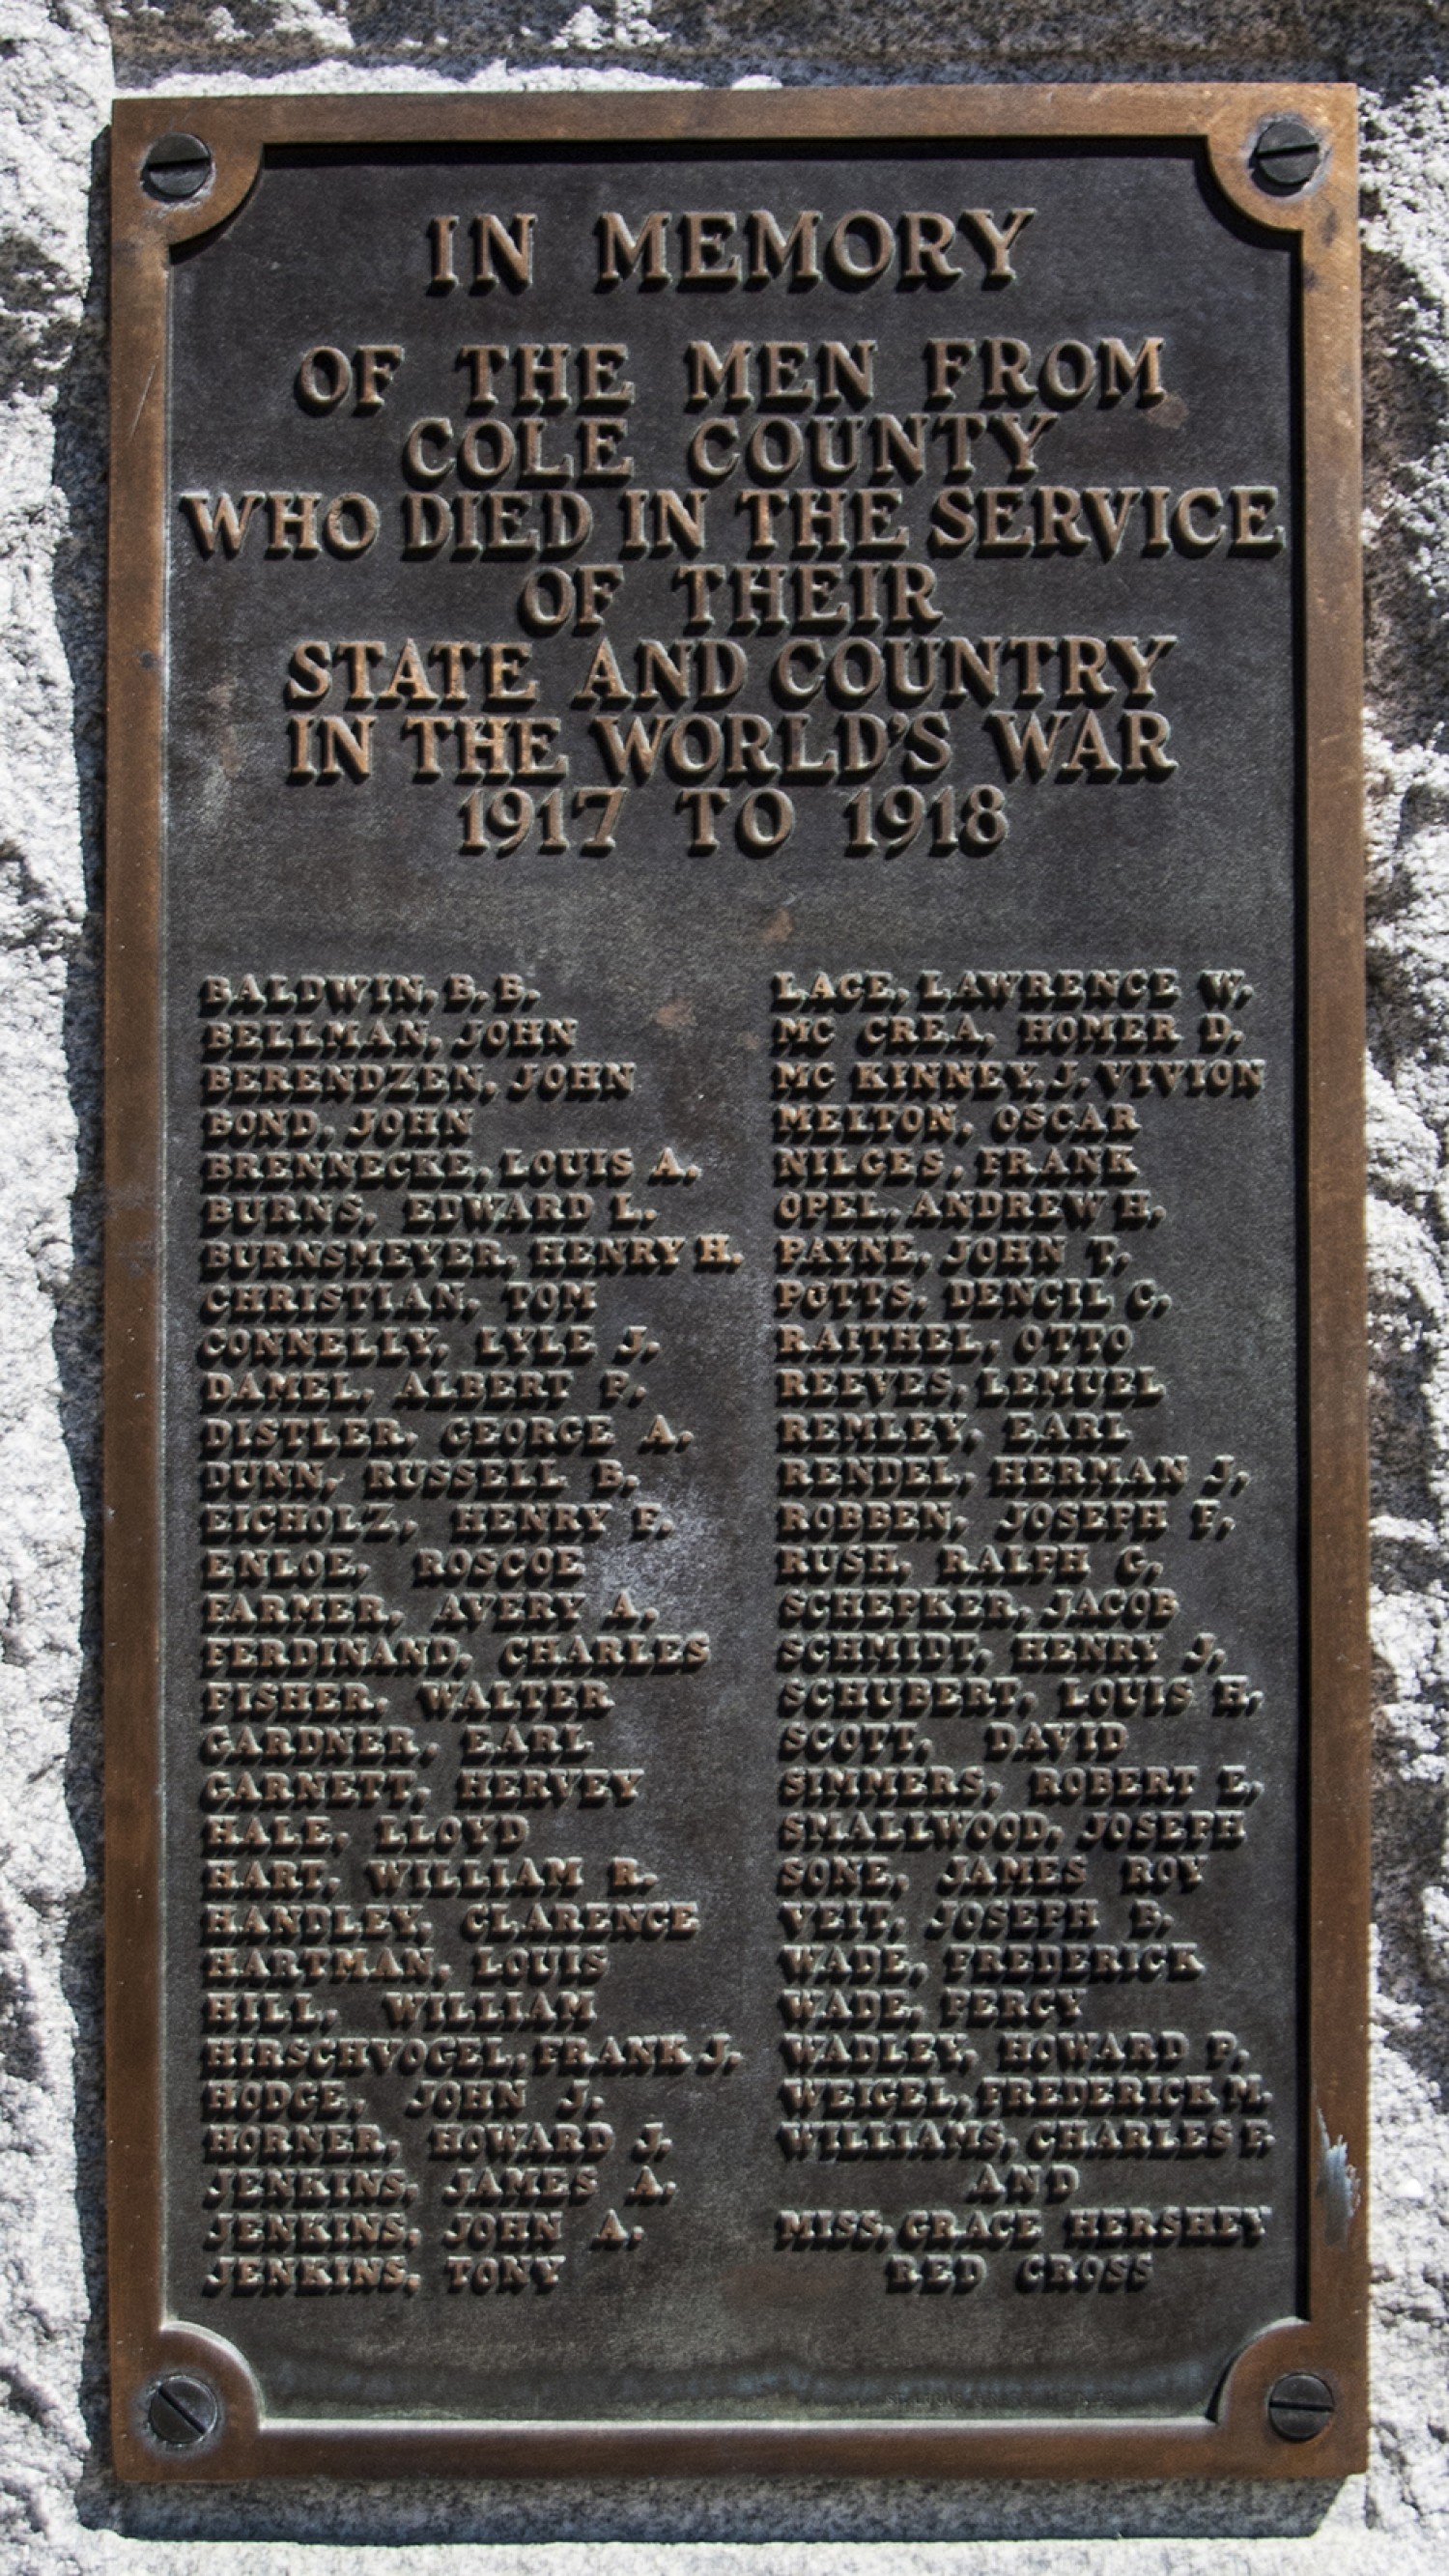 IN MEMORY
OF THE MEN FROM
COLE COUNTY
WHO DIED IN THE SERVICE
OF THEIR
STATE AND COUNTRY
IN THE WORLD'S WAR
1917 TO 1918
BALDWIN, B. B.
BELLMAN, JOHN
BERENDZEN, JOHN
BOND, JOHN
BRENNECKE, LOUIS A.
BURNS, EDWARD L.
BURNSMEYER, HENRY H.
CHRISTIAN, TOM
CONNELLY, LYLE J.
DAMEL, ALBERT P.
DISTLER, GEORGE A.
DUNN, RUSSELL B.
EICHOLZ, HENRY F.
ENLOE, ROSCOE
FARMER, AVERY A.
FERDINAND, CHARLES
FISHER, WALTER
GARDNER, EARL
GARNETT, HERVEY
HALE, LLOYD
HART, WILLIAM R.
HANDLEY, CLARENCE
HARTMAN, LOUIS
HILL, WILLIAM
HIRSCHVOGEL, FRANK J.
HODGE, JOHN J.
HORNER, HOWARD J.
JENKINS, JAMES A.
JENKINS, JOHN A.
JENKINS, TONY
LAGE, LAWRENCE W.
MC CREA, HOMER D.
MC KINNEY, J. VIVION
MELTON, OSCAR
NILGES, FRANK
OPEL, ANDREW H.
PAYNE, JOHN T.
POTTS, DENCIL C.
RAITHEL, OTTO
REEVES, LEMUEL
REMLEY, EARL
RENDEL, HERMAN J.
ROBBEN, JOSEPH F.
RUSH, RALPH G.
SCHEPKER, JACOB
SCHMIDT, HENRY J.
SCHUBERT, LOUIS H.
SCOTT, DAVID
SIMMERS, ROBERT E.
SMALLWOOD, JOSEPH
SONE, JAMES ROY
VEIT, JOSEPH B.
WADE, FREDERICK
WADE, PERCY
WADLEY, HOWARD P.
WEIGEL, FREDERICK M.
WILLIAMS, CHARLES F.
AND
MISS. GRACE HERSHEY
RED CROSS